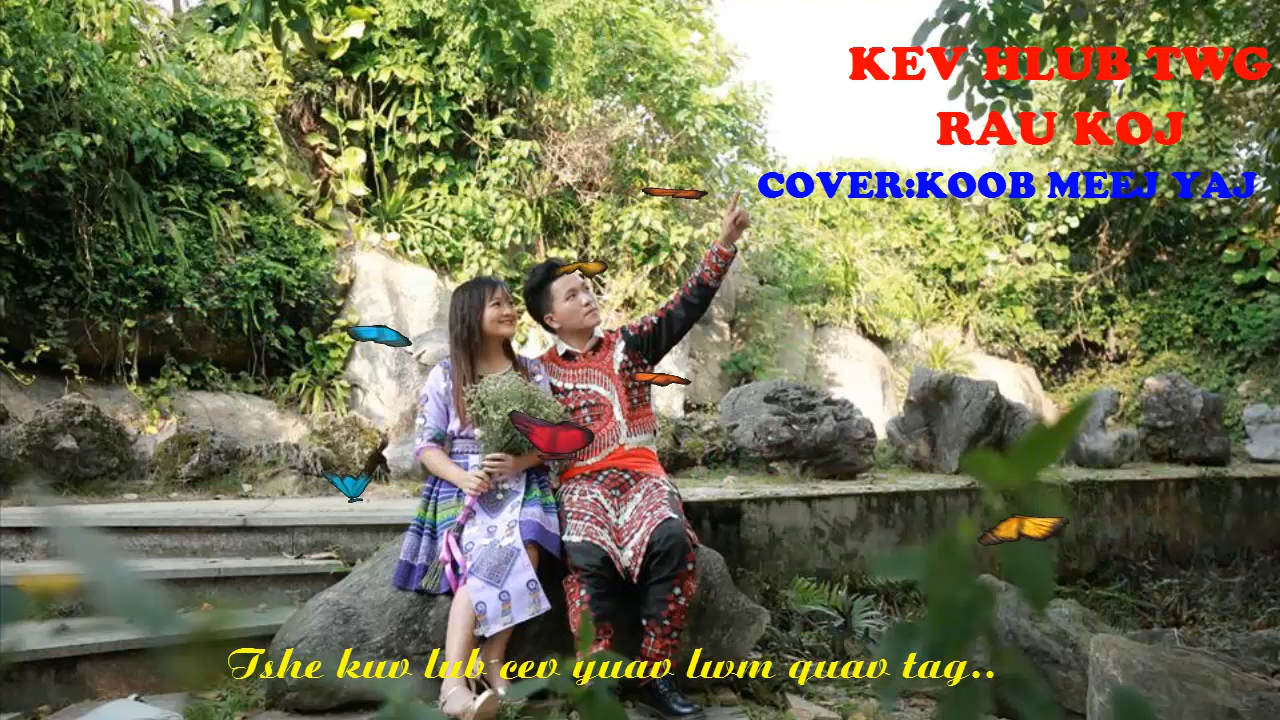 KEV HLUB TWG
RAU KOJ
COVER:KOOB MEEJ YAJ
Tshe kuv lub cev yuav lwm quav tag..